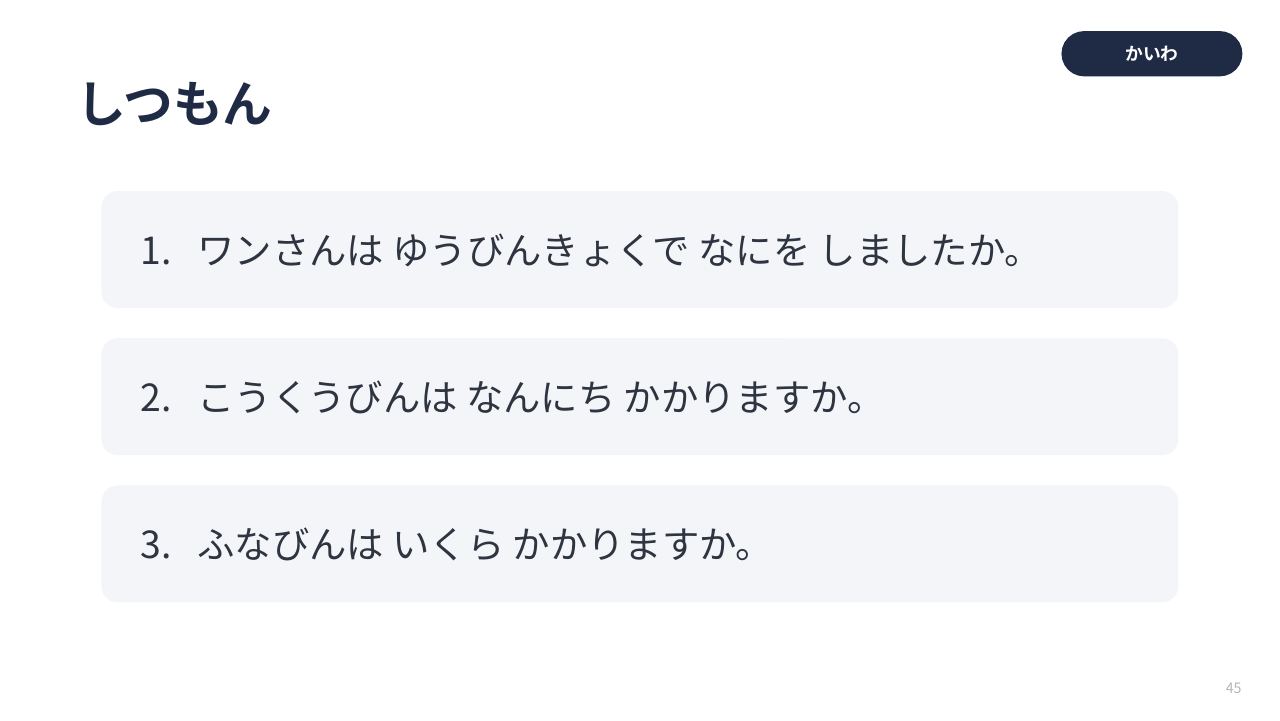 かいわ
しつもん
1. ワンさんは ゆうびんきょくで なにを しましたか。
2. こうくうびんは なんにち かかりますか。
3. ふなびんは いくら かかりますか。
45